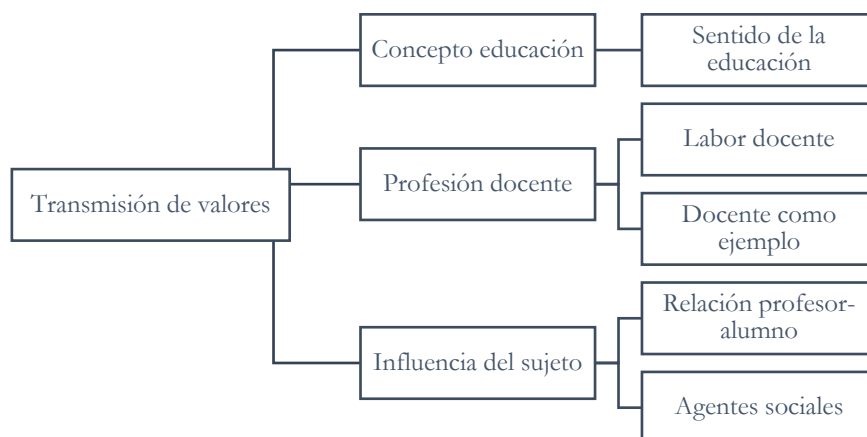 Transmisión de valores
Concepto educación
Sentido de la
educación
Profesión docente
Labor docente
Docente como
ejemplo
Influencia del sujeto
Relación profesor-
alumno
Agentes sociales